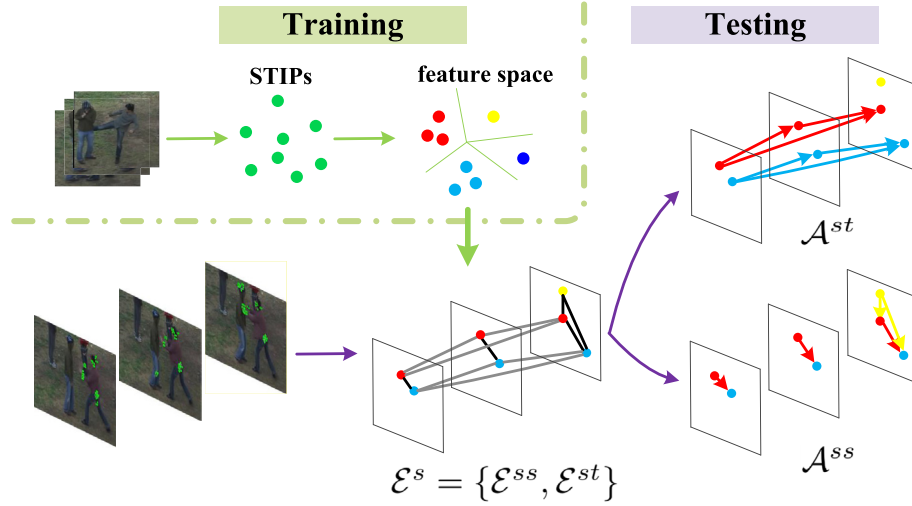 Training
Testing
STIPs
feature space
𝒜^{st}
𝒜^{ss}
ℰ^{s} = {ℰ^{ss}, ℰ^{st}}